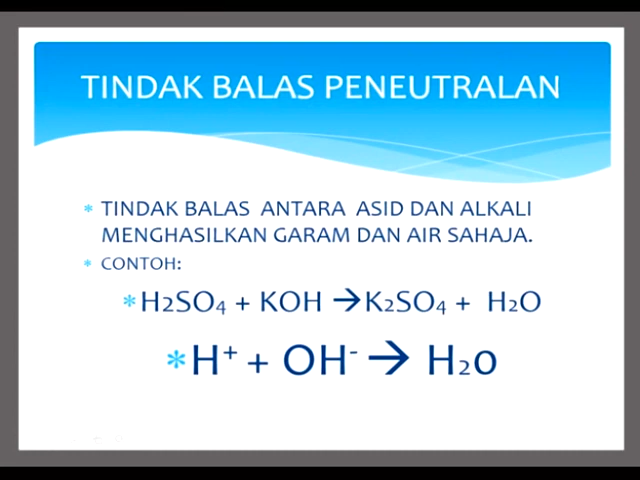 TINDAK BALAS PENEUTRALAN
* TINDAK BALAS ANTARA ASID DAN ALKALI
MENGHASILKAN GARAM DAN AIR SAHAJA.
* CONTOH:
* H₂SO₄ + KOH → K₂SO₄ + H₂O
* H⁺ + OH⁻ → H₂0